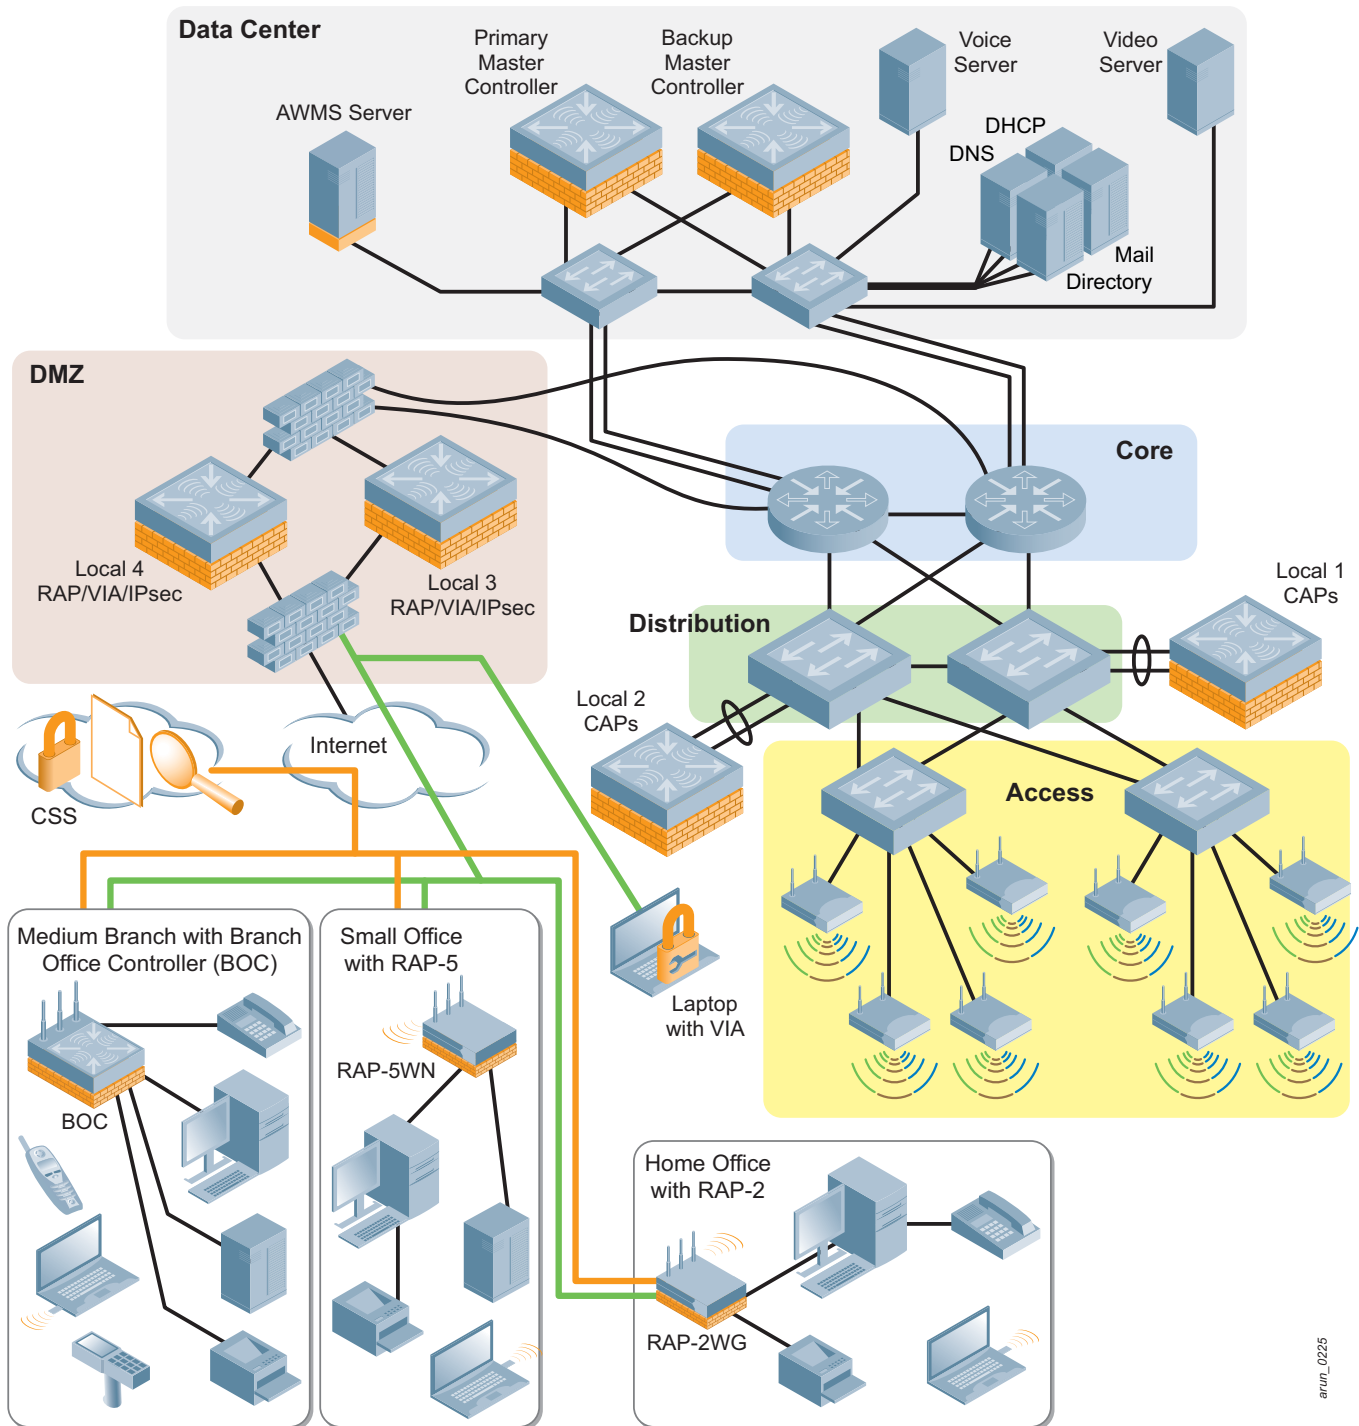 Data Center
Primary
Master
Controller
Backup
Master
Controller
Voice
Server
Video
Server
AWMS Server
DHCP
DNS
Mail
Directory
DMZ
Core
Local 4
RAP/VIA/IPsec
Local 3
RAP/VIA/IPsec
Local 1
CAPs
Distribution
Local 2
CAPs
Internet
CSS
Access
Medium Branch with Branch
Office Controller (BOC)
Small Office
with RAP-5
Laptop
with VIA
RAP-5WN
BOC
Home Office
with RAP-2
RAP-2WG
arun_0225